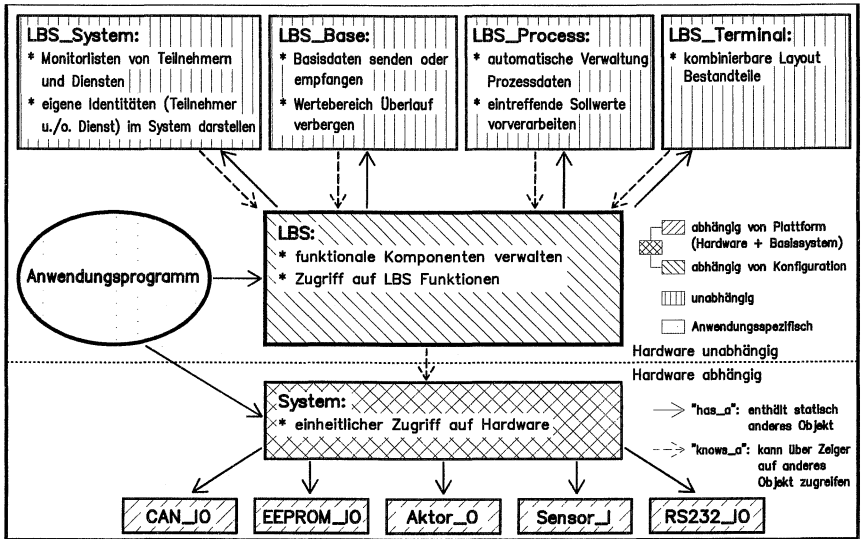 LBS_System:
* Monitorlisten von Teilnehmern
und Diensten
* eigene Identitäten (Teilnehmer
u./o. Dienst) im System darstellen
LBS_Base:
* Basisdaten senden oder
empfangen
* Wertebereich Überlauf
verbergen
LBS_Process:
* automatische Verwaltung
Prozessdaten
* eintreffende Sollwerte
vorverarbeiten
LBS_Terminal:
* kombinierbare Layout
Bestandteile
Anwendungsprogramm
LBS:
* funktionale Komponenten verwalten
* Zugriff auf LBS Funktionen
abhängig von Plattform
(Hardware + Basissystem)
abhängig von Konfiguration
unabhängig
Anwendungsspezifisch
Hardware unabhängig
Hardware abhängig
System:
* einheitlicher Zugriff auf Hardware
"has_a": enthält statisch
anderes Objekt
"knows_a": kann über Zeiger
auf anderes
Objekt zugreifen
CAN_IO
EEPROM_IO
Aktor_O
Sensor_I
RS232_IO